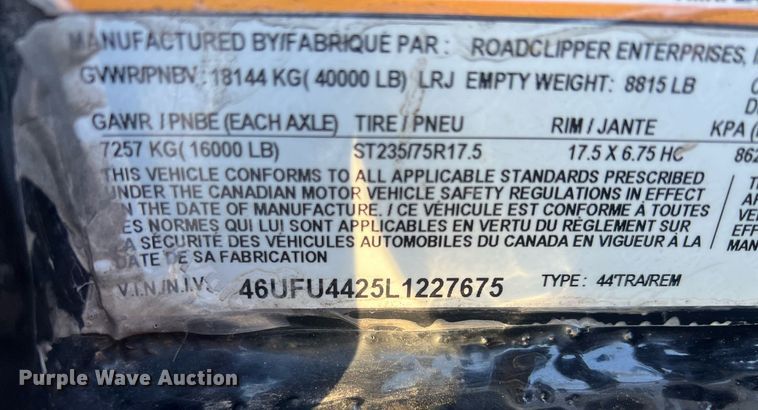 MANUFACTURED BY/FABRIQUE PAR : ROADCLIPPER ENTERPRISES,
GVWR/PNBV: 18144 KG( 40000 LB) LRJ EMPTY WEIGHT: 8815 LB
GAWR / PNBE (EACH AXLE) TIRE / PNEU RIM / JANTE KPA
7257 KG( 16000 LB) ST235/75R17.5 17.5 X 6.75 HC 862
THIS VEHICLE CONFORMS TO ALL APPLICABLE STANDARDS PRESCRIBED
UNDER THE CANADIAN MOTOR VEHICLE SAFETY REGULATIONS IN EFFECT
ON THE DATE OF MANUFACTURE. / CE VÉHICULE EST CONFORME À TOUTES
LES NORMES QUI LUI SONT APPLICABLES EN VERTU DU RÈGLEMENT SUR
LA SÉCURITÉ DES VÉHICULES AUTOMOBILES DU CANADA EN VIGUEUR À LA
DATE DE SA FABRICATION
V.I.N./N.I.V. 46UFU4425L1227675 TYPE: 44'TRA/REM
Purple Wave Auction